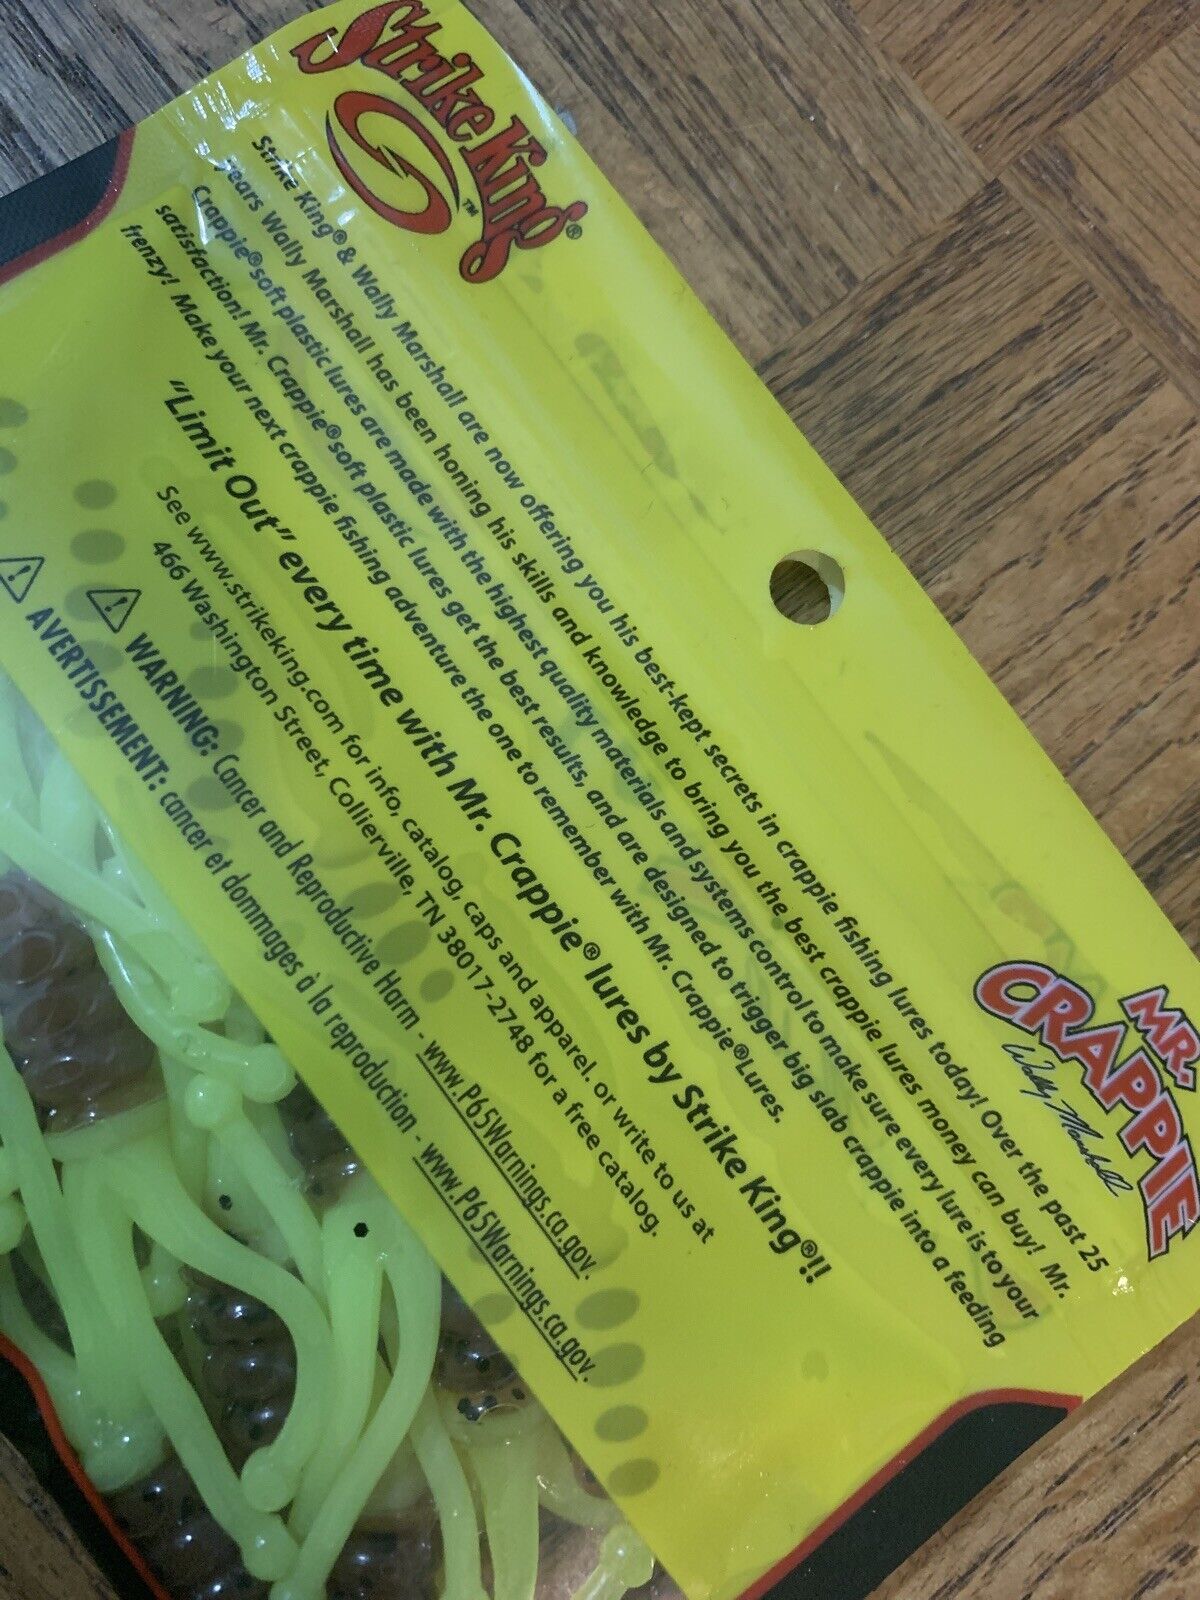 Strike King®
™
MR.
CRAPPIE
Wally Marshall
Strike King® & Wally Marshall are now offering you his best-kept secrets in crappie fishing lures today! Over the past 25
years Wally Marshall has been honing his skills and knowledge to bring you the best crappie lures money can buy! Mr.
Crappie® soft plastic lures are made with the highest quality materials and systems control to make sure every lure is to your
satisfaction! Mr. Crappie® soft plastic lures get the best results, and are designed to trigger big slab crappie into a feeding
frenzy! Make your next crappie fishing adventure the one to remember with Mr. Crappie® Lures.
"Limit Out" every time with Mr. Crappie® lures by Strike King®!!
See www.strikeking.com for info, catalog, caps and apparel. or write to us at
466 Washington Street, Collierville, TN 38017-2748 for a free catalog.
⚠ WARNING: Cancer and Reproductive Harm - www.P65Warnings.ca.gov.
⚠ AVERTISSEMENT: cancer et dommages à la reproduction - www.P65Warnings.ca.gov.